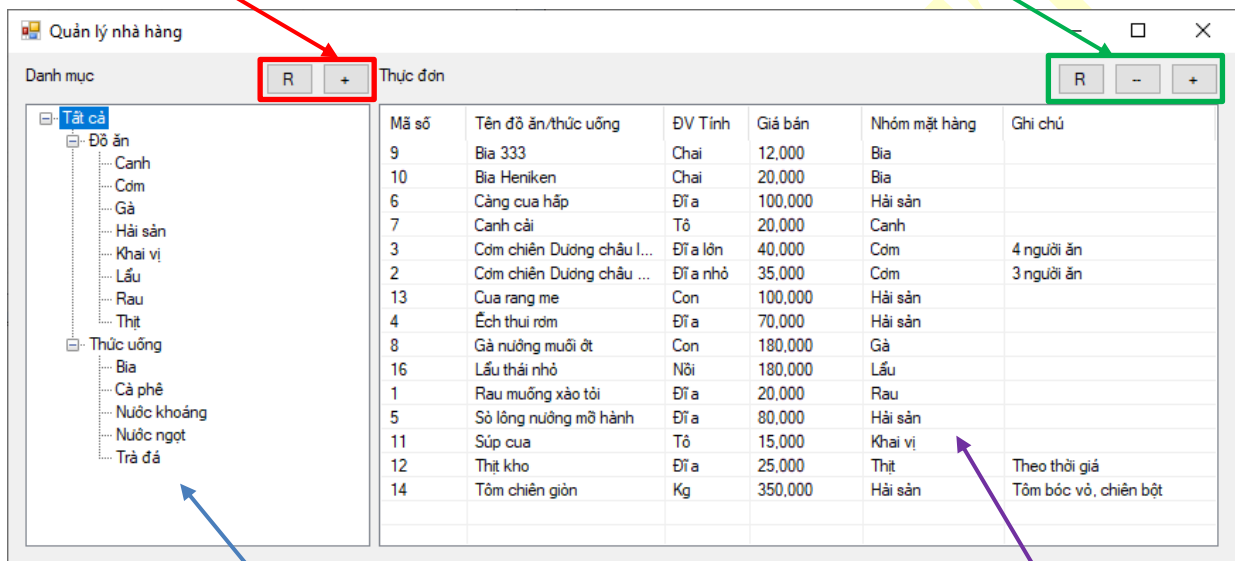 Quản lý nhà hàng
Danh mục R + Thực đơn R -- +
Tất cả
Đồ ăn
Canh
Cơm
Gà
Hải sản
Khai vị
Lẩu
Rau
Thịt
Thức uống
Bia
Cà phê
Nước khoáng
Nước ngọt
Trà đá
Mã số Tên đồ ăn/thức uống ĐV Tính Giá bán Nhóm mặt hàng Ghi chú
9 Bia 333 Chai 12,000 Bia
10 Bia Heniken Chai 20,000 Bia
6 Càng cua hấp Đĩa 100,000 Hải sản
7 Canh cải Tô 20,000 Canh
3 Cơm chiên Dương châu l... Đĩa lớn 40,000 Cơm 4 người ăn
2 Cơm chiên Dương châu ... Đĩa nhỏ 35,000 Cơm 3 người ăn
13 Cua rang me Con 100,000 Hải sản
4 Ếch thui rơm Đĩa 70,000 Hải sản
8 Gà nướng muối ớt Con 180,000 Gà
16 Lẩu thái nhỏ Nồi 180,000 Lẩu
1 Rau muống xào tỏi Đĩa 20,000 Rau
5 Sò lông nướng mỡ hành Đĩa 80,000 Hải sản
11 Súp cua Tô 15,000 Khai vị
12 Thịt kho Đĩa 25,000 Thịt Theo thời giá
14 Tôm chiên giòn Kg 350,000 Hải sản Tôm bóc vỏ, chiên bột